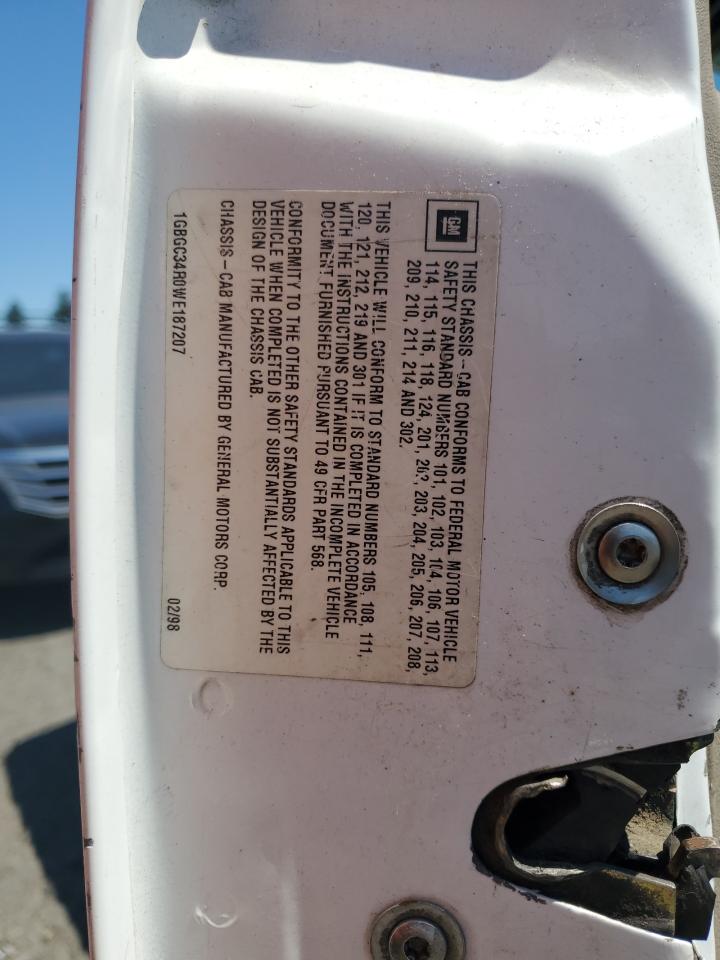 GM
THIS CHASSIS-CAB CONFORMS TO FEDERAL MOTOR VEHICLE
SAFETY STANDARD NUMBERS 101, 102, 103, 104, 106, 107, 113,
114, 115, 116, 118, 124, 201, 202, 203, 204, 205, 206, 207, 208,
209, 210, 211, 214 AND 302.
THIS VEHICLE WILL CONFORM TO STANDARD NUMBERS 105, 108, 111,
120, 121, 212, 219 AND 301 IF IT IS COMPLETED IN ACCORDANCE
WITH THE INSTRUCTIONS CONTAINED IN THE INCOMPLETE VEHICLE
DOCUMENT FURNISHED PURSUANT TO 49 CFR PART 568.
CONFORMITY TO THE OTHER SAFETY STANDARDS APPLICABLE TO THIS
VEHICLE WHEN COMPLETED IS NOT SUBSTANTIALLY AFFECTED BY THE
DESIGN OF THE CHASSIS CAB.
CHASSIS-CAB MANUFACTURED BY GENERAL MOTORS CORP.
1GBGC34R0WE187207 02/98